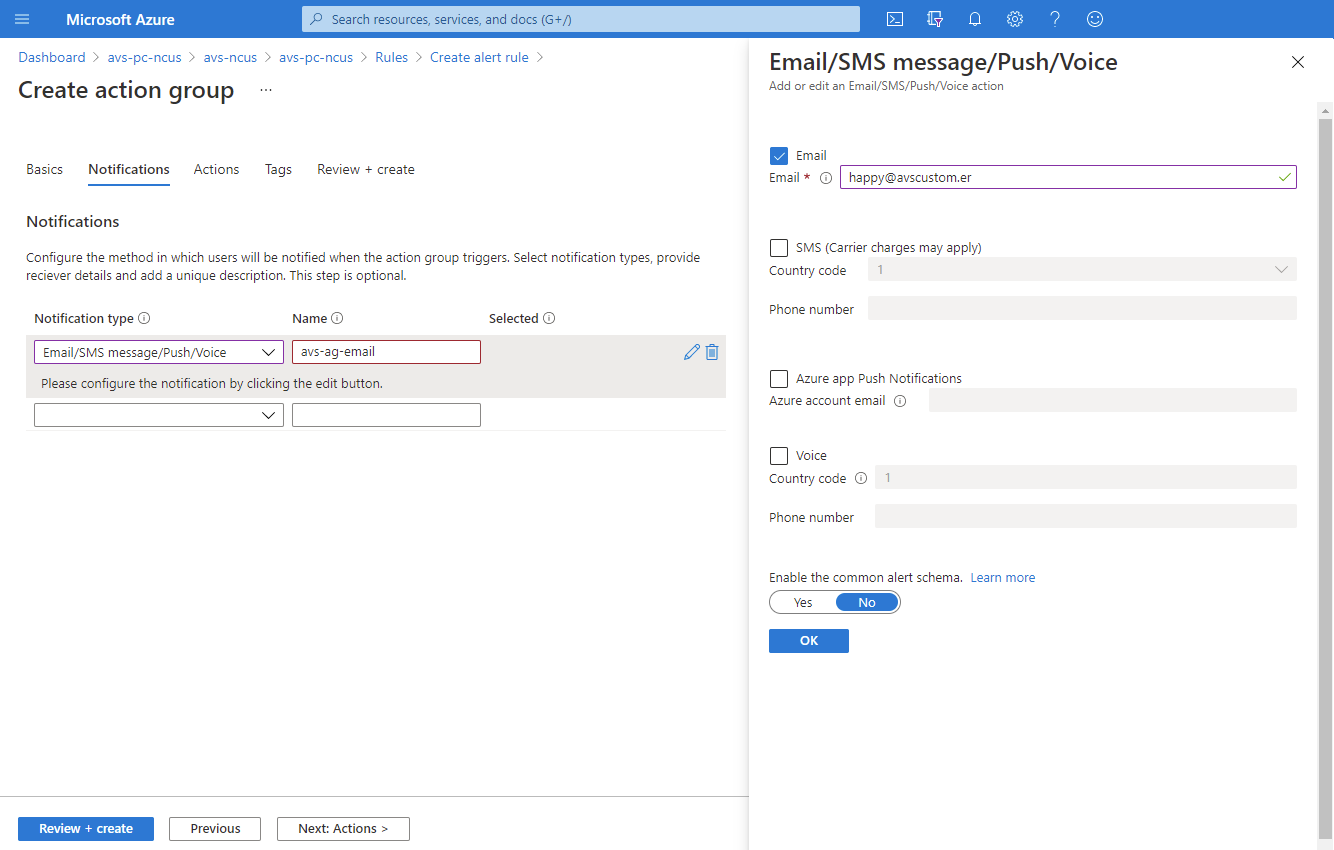 Microsoft Azure
Search resources, services, and docs (G+/)
Dashboard > avs-pc-ncus > avs-ncus > avs-pc-ncus > Rules > Create alert rule >
Create action group ...
Basics Notifications Actions Tags Review + create
Notifications
Configure the method in which users will be notified when the action group triggers. Select notification types, provide
reciever details and add a unique description. This step is optional.
Notification type Name Selected
Email/SMS message/Push/Voice avs-ag-email
Please configure the notification by clicking the edit button.
Review + create Previous Next: Actions >
Email/SMS message/Push/Voice
Add or edit an Email/SMS/Push/Voice action
Email
Email * happy@avscustom.er
SMS (Carrier charges may apply)
Country code 1
Phone number
Azure app Push Notifications
Azure account email
Voice
Country code 1
Phone number
Enable the common alert schema. Learn more
Yes No
OK